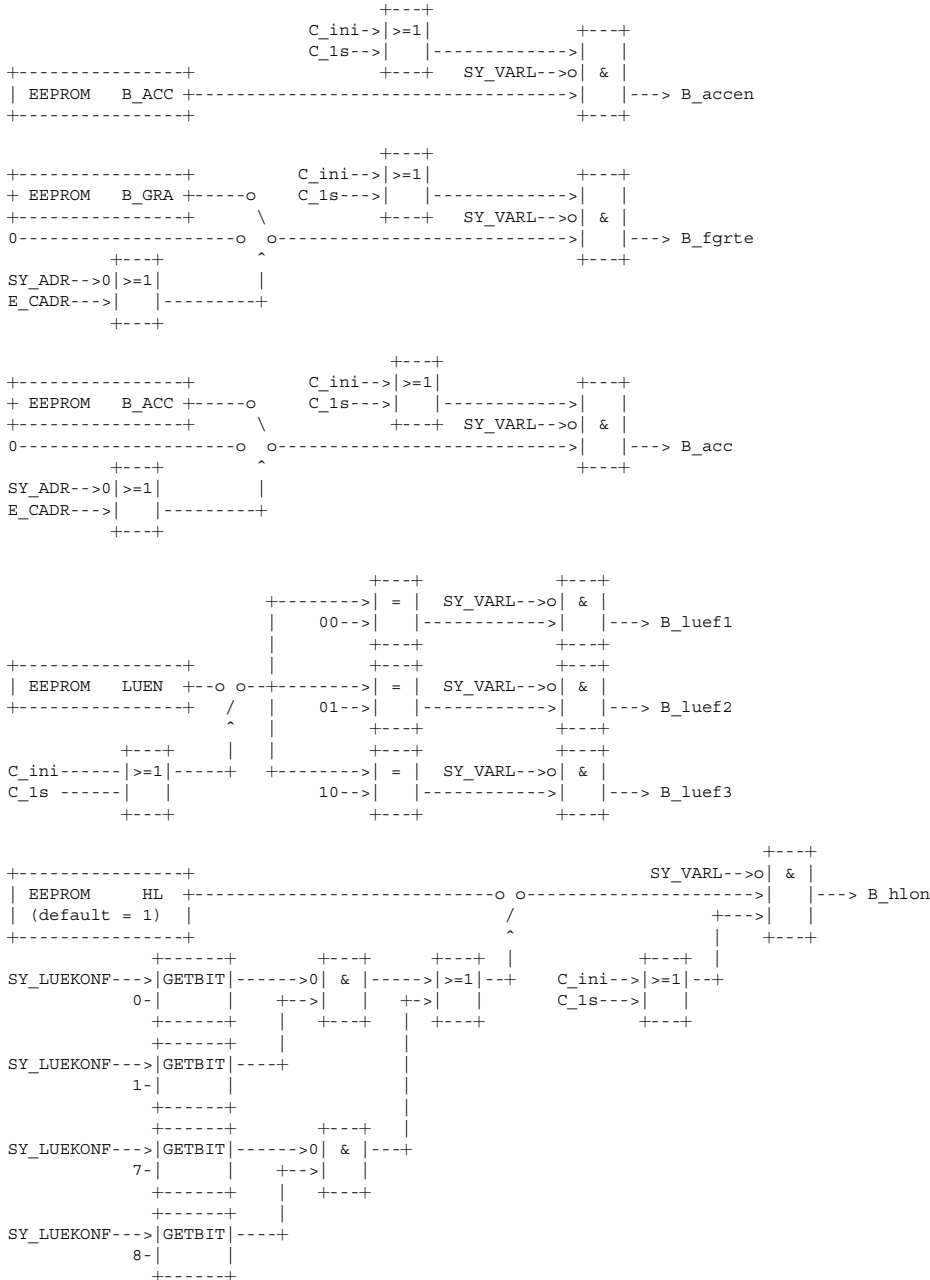 >=1
C_ini->
C_1s--->
SY_VARL-->o &
EEPROM B_ACC ---> B_accen
>=1
EEPROM B_GRA C_ini-->
C_1s--->
SY_VARL-->o &
0 ---> B_fgrte
SY_ADR-->0 >=1
E_CADR--->
C_ini--> >=1
EEPROM B_ACC C_1s--->
SY_VARL-->o &
0 ---> B_acc
SY_ADR-->0 >=1
E_CADR--->
= SY_VARL-->o &
00--> ---> B_luef1
EEPROM LUEN = SY_VARL-->o &
01--> ---> B_luef2
C_ini------ >=1 = SY_VARL-->o &
C_1s ------ 10--> ---> B_luef3
SY_VARL-->o &
EEPROM HL ---> B_hlon
(default = 1)
SY_LUEKONF---> GETBIT ------>0 & ------> >=1 C_ini--> >=1
0- C_1s--->
SY_LUEKONF---> GETBIT
1-
SY_LUEKONF---> GETBIT ------>0 &
7-
SY_LUEKONF---> GETBIT
8-